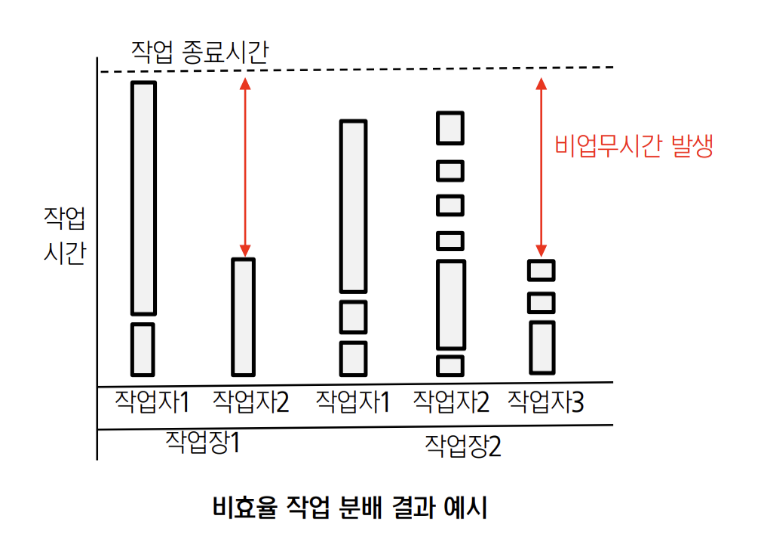 작업 종료시간
비업무시간 발생
작업
시간
작업자1 작업자2 작업자1 작업자2 작업자3
작업장1 작업장2
비효율 작업 분배 결과 예시